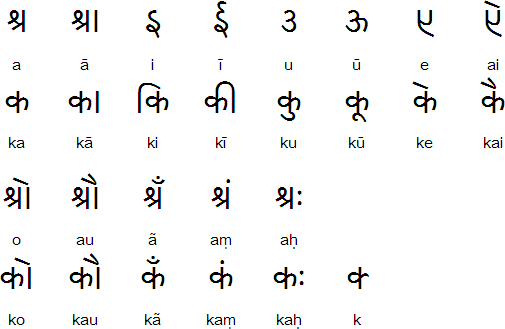 अ आ इ ई उ ऊ ए ऐ
a ā i ī u ū e ai
क का कि की कु कू के कै
ka kā ki kī ku kū ke kai
ओ औ अँ अं अः
o au ã aṃ aḥ
को कौ कँ कं कः क्
ko kau kã kaṃ kaḥ k